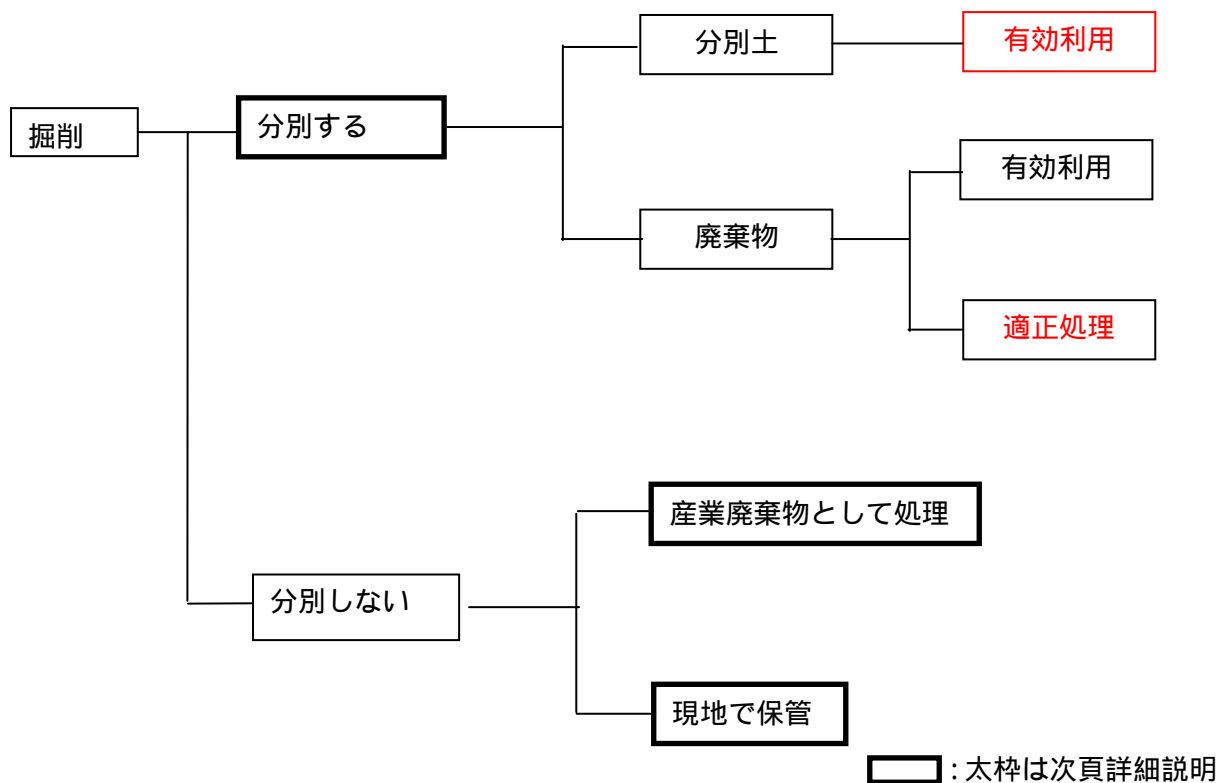 掘削
分別する
分別土
有効利用
廃棄物
有効利用
適正処理
分別しない
産業廃棄物として処理
現地で保管
: 太枠は次頁詳細説明